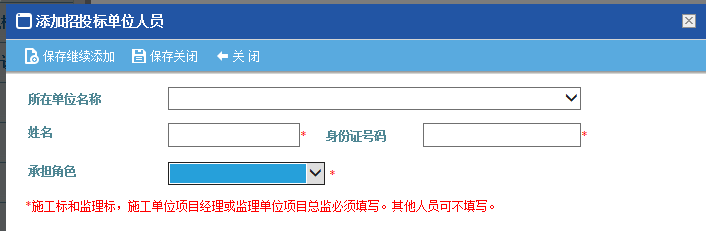 添加招投标单位人员
保存继续添加 保存关闭 关 闭
所在单位名称
姓名 * 身份证号码 *
承担角色 *
*施工标和监理标，施工单位项目经理或监理单位项目总监必须填写。其他人员可不填写。